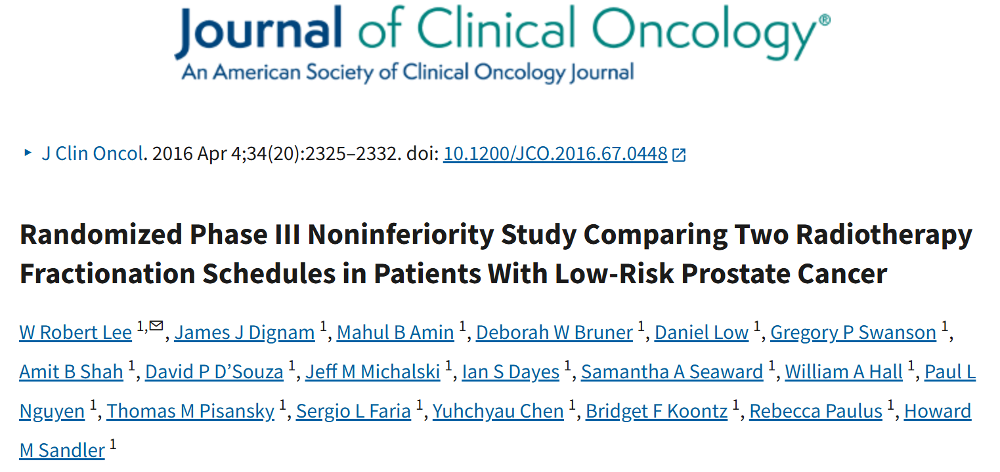 Journal of Clinical Oncology®
An American Society of Clinical Oncology Journal
▸ J Clin Oncol. 2016 Apr 4;34(20):2325–2332. doi: 10.1200/JCO.2016.67.0448
Randomized Phase III Noninferiority Study Comparing Two Radiotherapy
Fractionation Schedules in Patients With Low-Risk Prostate Cancer
W Robert Lee 1,✉, James J Dignam 1, Mahul B Amin 1, Deborah W Bruner 1, Daniel Low 1, Gregory P Swanson 1,
Amit B Shah 1, David P D’Souza 1, Jeff M Michalski 1, Ian S Dayes 1, Samantha A Seaward 1, William A Hall 1, Paul L
Nguyen 1, Thomas M Pisansky 1, Sergio L Faria 1, Yuhchyau Chen 1, Bridget F Koontz 1, Rebecca Paulus 1, Howard
M Sandler 1